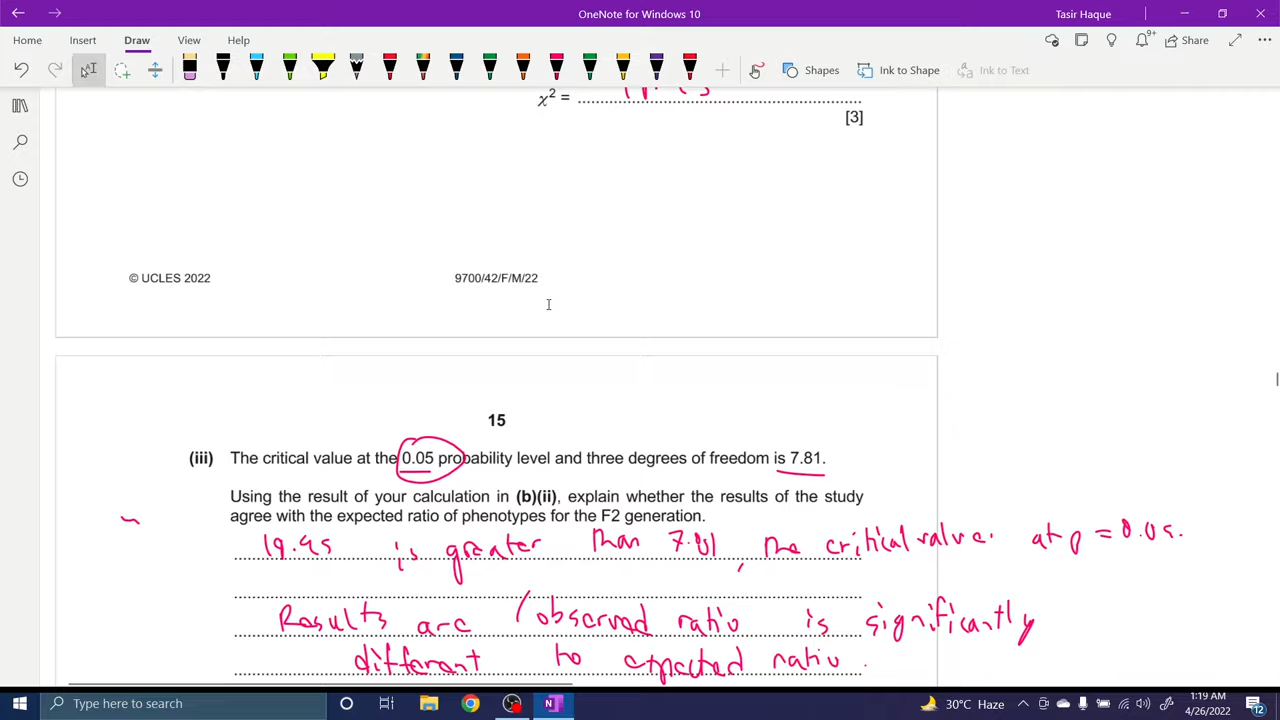 OneNote for Windows 10
Tasir Haque
Home Insert Draw View Help
Share
Shapes Ink to Shape Ink to Text
χ² =
[3]
© UCLES 2022 9700/42/F/M/22
15
(iii) The critical value at the 0.05 probability level and three degrees of freedom is 7.81.
Using the result of your calculation in (b)(ii), explain whether the results of the study
agree with the expected ratio of phenotypes for the F2 generation.
19.95 is greater than 7.81, the critical value. at p = 0.05.
Results are / observed ratio is significantly
different to expected ratio.
Type here to search
30°C Haze
1:19 AM
4/26/2022
12